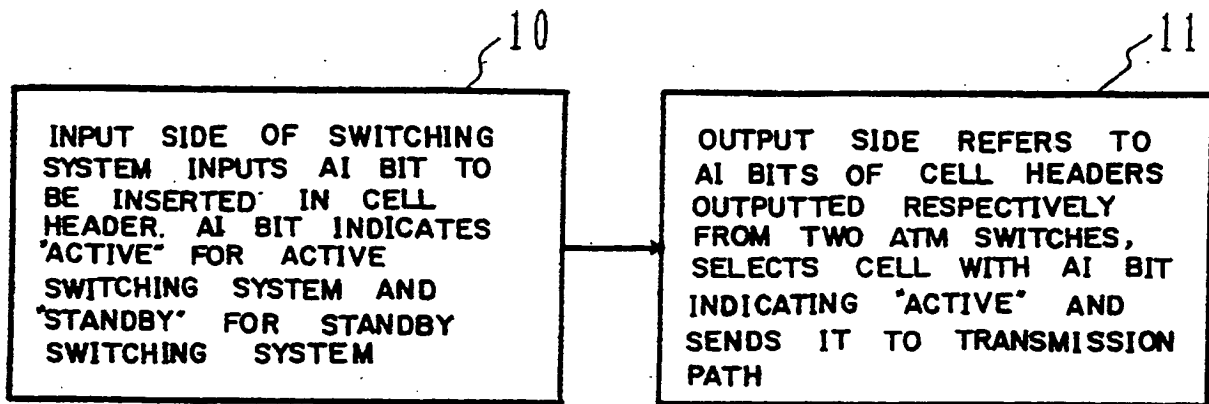 10
INPUT SIDE OF SWITCHING
SYSTEM INPUTS AI BIT TO
BE INSERTED IN CELL
HEADER. AI BIT INDICATES
"ACTIVE" FOR ACTIVE
SWITCHING SYSTEM AND
"STANDBY" FOR STANDBY
SWITCHING SYSTEM
11
OUTPUT SIDE REFERS TO
AI BITS OF CELL HEADERS
OUTPUTTED RESPECTIVELY
FROM TWO ATM SWITCHES,
SELECTS CELL WITH AI BIT
INDICATING "ACTIVE" AND
SENDS IT TO TRANSMISSION
PATH